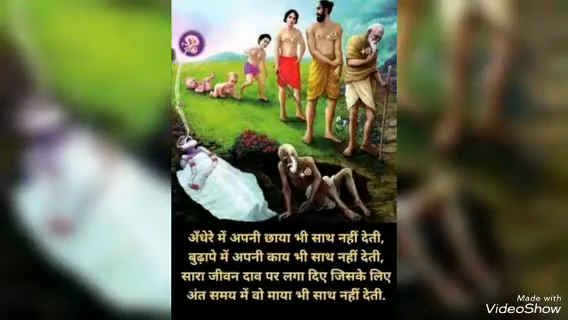 अँधेरे में अपनी छाया भी साथ नहीं देती,
बुढ़ापे में अपनी काय भी साथ नहीं देती,
सारा जीवन दाव पर लगा दिए जिसके लिए
अंत समय में वो माया भी साथ नहीं देती.
Made with
VideoShow